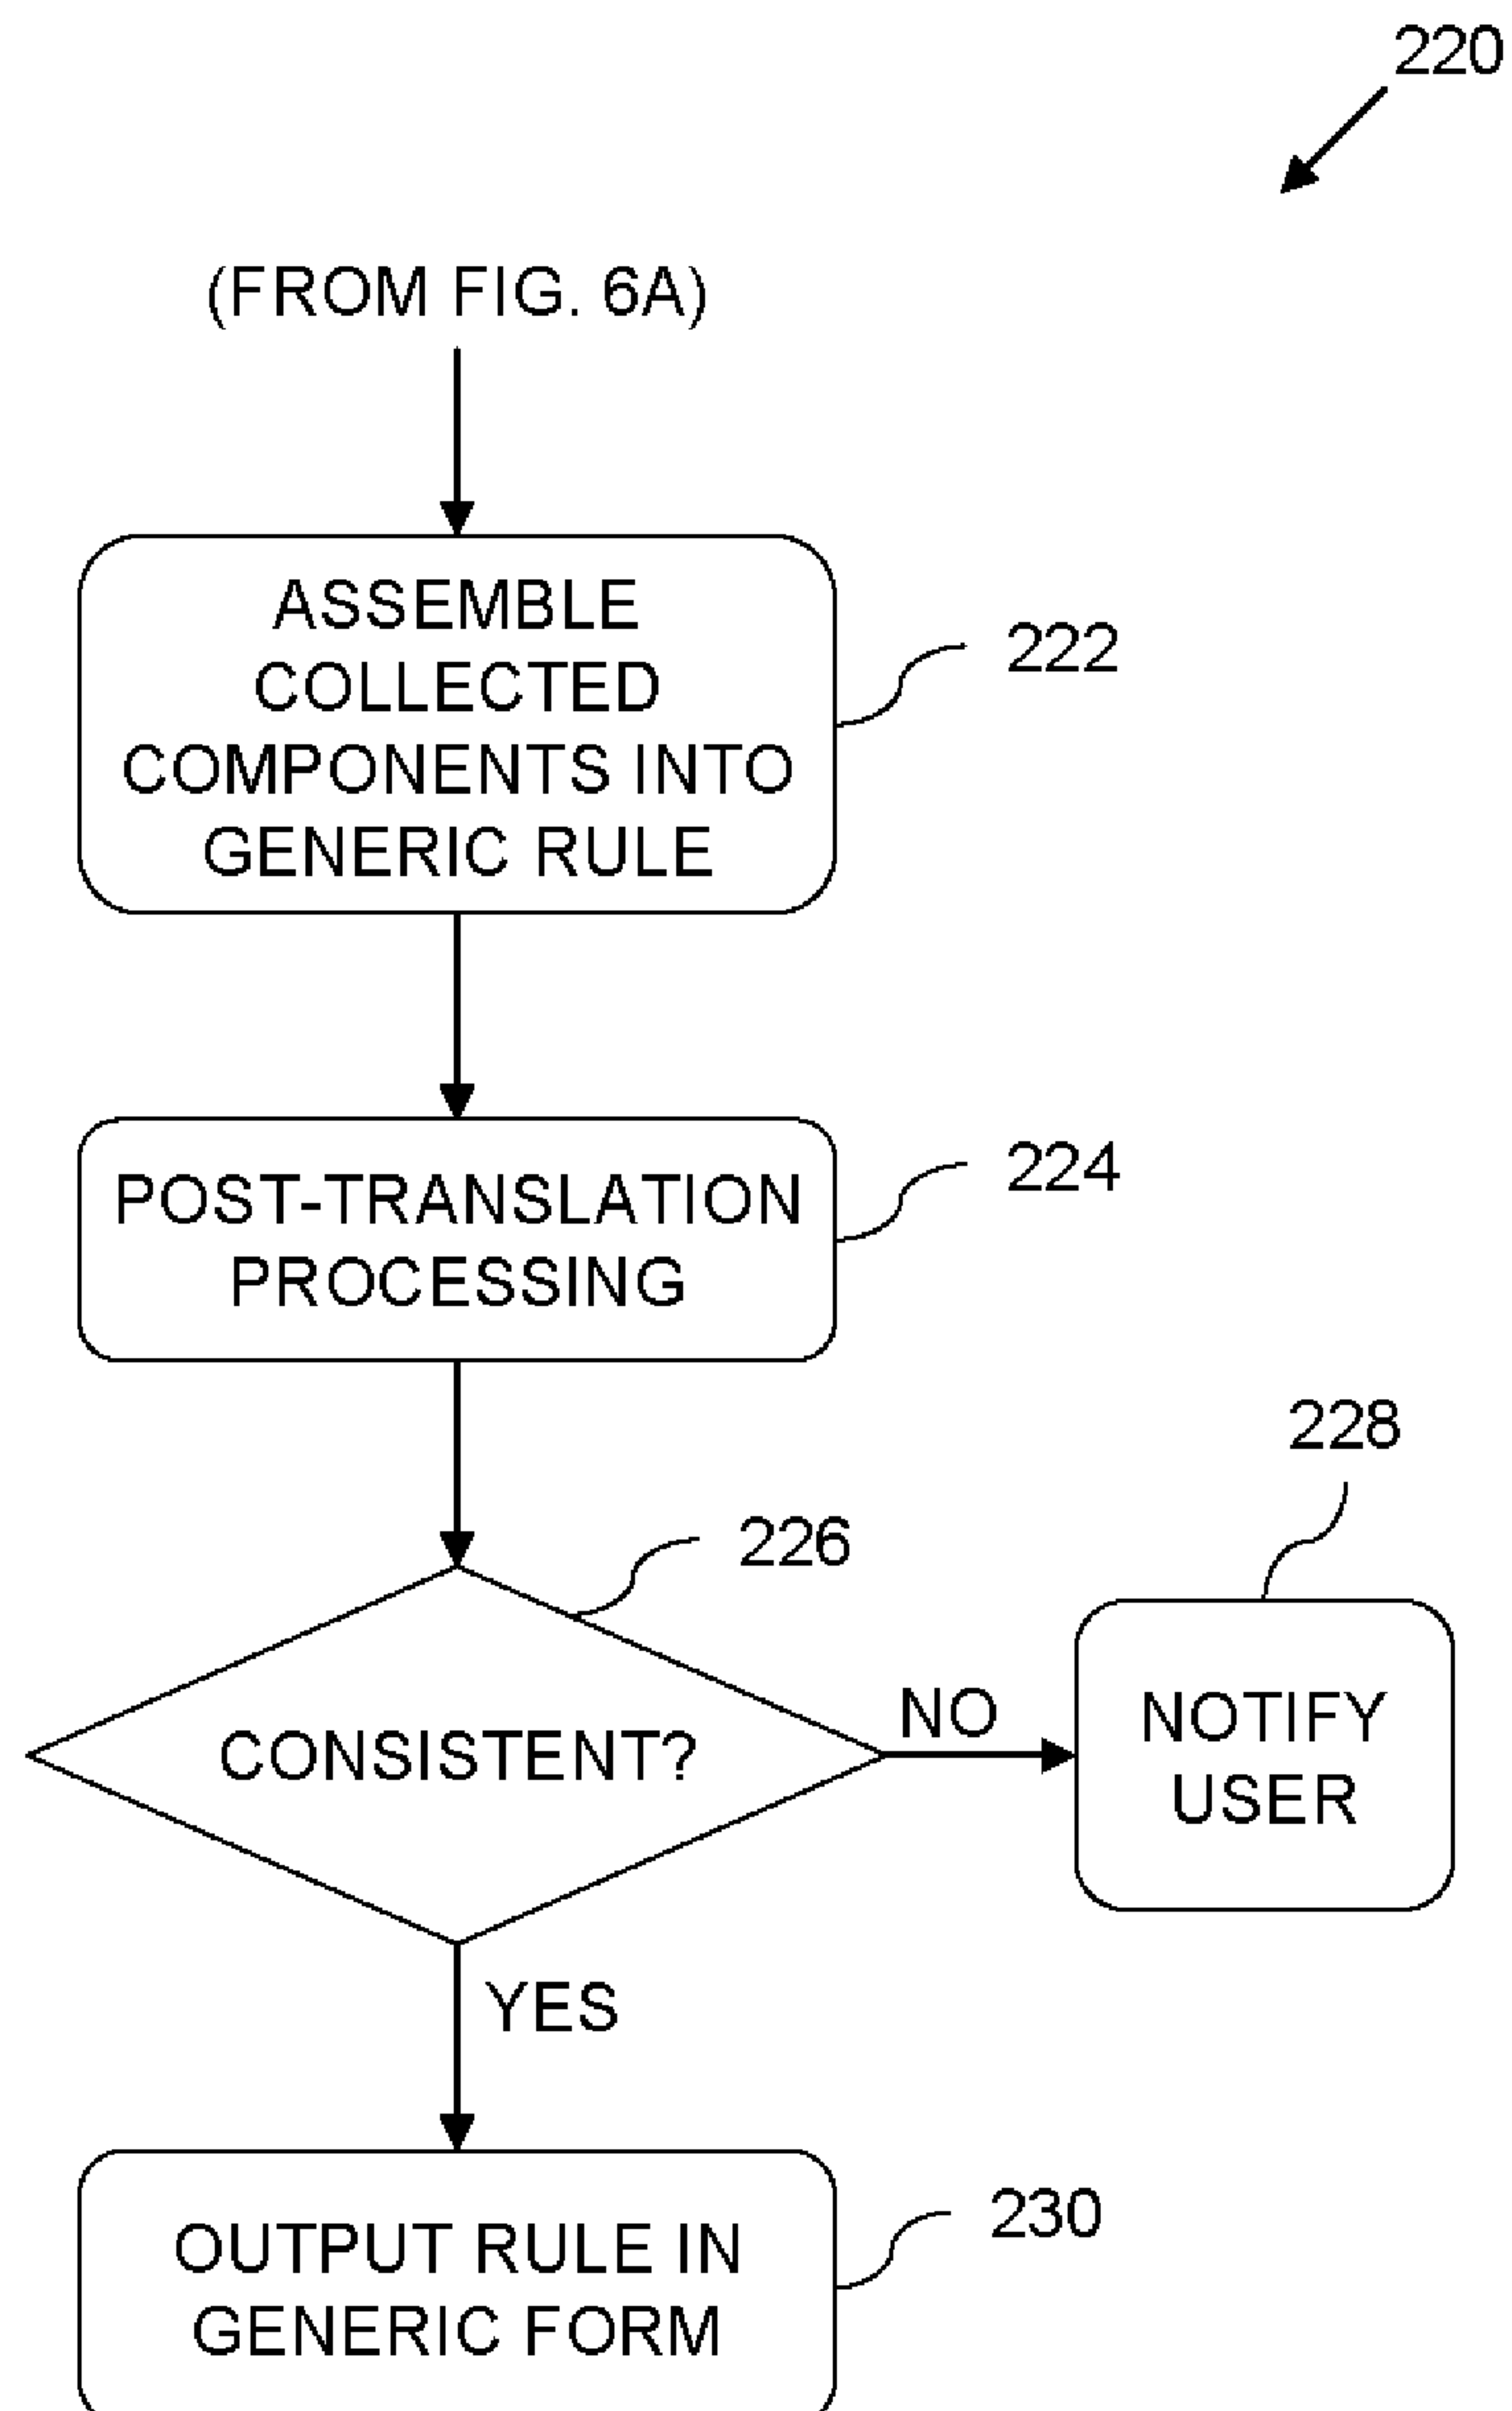 220
(FROM FIG. 6A)
ASSEMBLE
COLLECTED
COMPONENTS INTO
GENERIC RULE
222
POST-TRANSLATION
PROCESSING
224
226
228
CONSISTENT?
NO
NOTIFY
USER
YES
OUTPUT RULE IN
GENERIC FORM
230